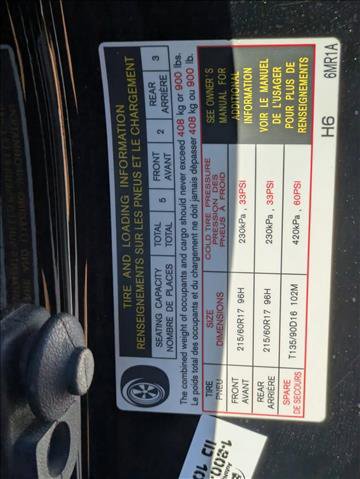 TIRE AND LOADING INFORMATION
RENSEIGNEMENTS SUR LES PNEUS ET LE CHARGEMENT
SEATING CAPACITY TOTAL 5 FRONT 2 REAR 3
NOMBRE DE PLACES TOTAL AVANT ARRIÈRE
The combined weight of occupants and cargo should never exceed 408 kg or 900 lbs.
Le poids total des occupants et du chargement ne doit jamais dépasser 408 kg ou 900 lb.
TIRE SIZE COLD TIRE PRESSURE SEE OWNER'S
PNEU DIMENSIONS PRESSION DES MANUAL FOR
PNEUS À FROID ADDITIONAL
FRONT 215/60R17 96H 230kPa , 33PSI INFORMATION
AVANT
REAR 215/60R17 96H 230kPa , 33PSI VOIR LE MANUEL
ARRIÈRE DE L'USAGER
SPARE T135/90D16 102M 420kPa , 60PSI POUR PLUS DE
DE SECOURS RENSEIGNEMENTS
H6 6MR1A
1-800